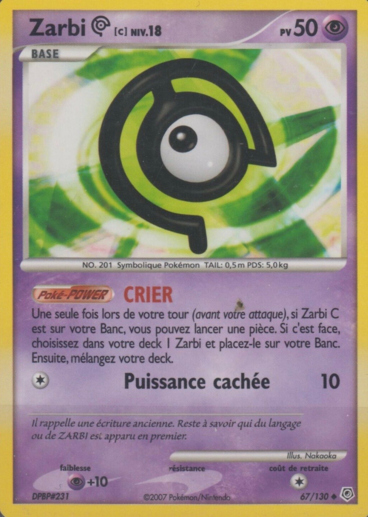 Zarbi [C] NIV.18 PV 50
BASE
NO. 201 Symbolique Pokémon TAIL: 0,5m PDS: 5,0kg
Poké-POWER CRIER
Une seule fois lors de votre tour (avant votre attaque), si Zarbi C
est sur votre Banc, vous pouvez lancer une pièce. Si c'est face,
choisissez dans votre deck 1 Zarbi et placez-le sur votre Banc.
Ensuite, mélangez votre deck.
Puissance cachée 10
Il rappelle une écriture ancienne. Reste à savoir qui du langage
ou de ZARBI est apparu en premier.
Illus. Nakaoka
faiblesse résistance coût de retraite
+10
DPBP#231 ©2007 Pokémon/Nintendo 67/130